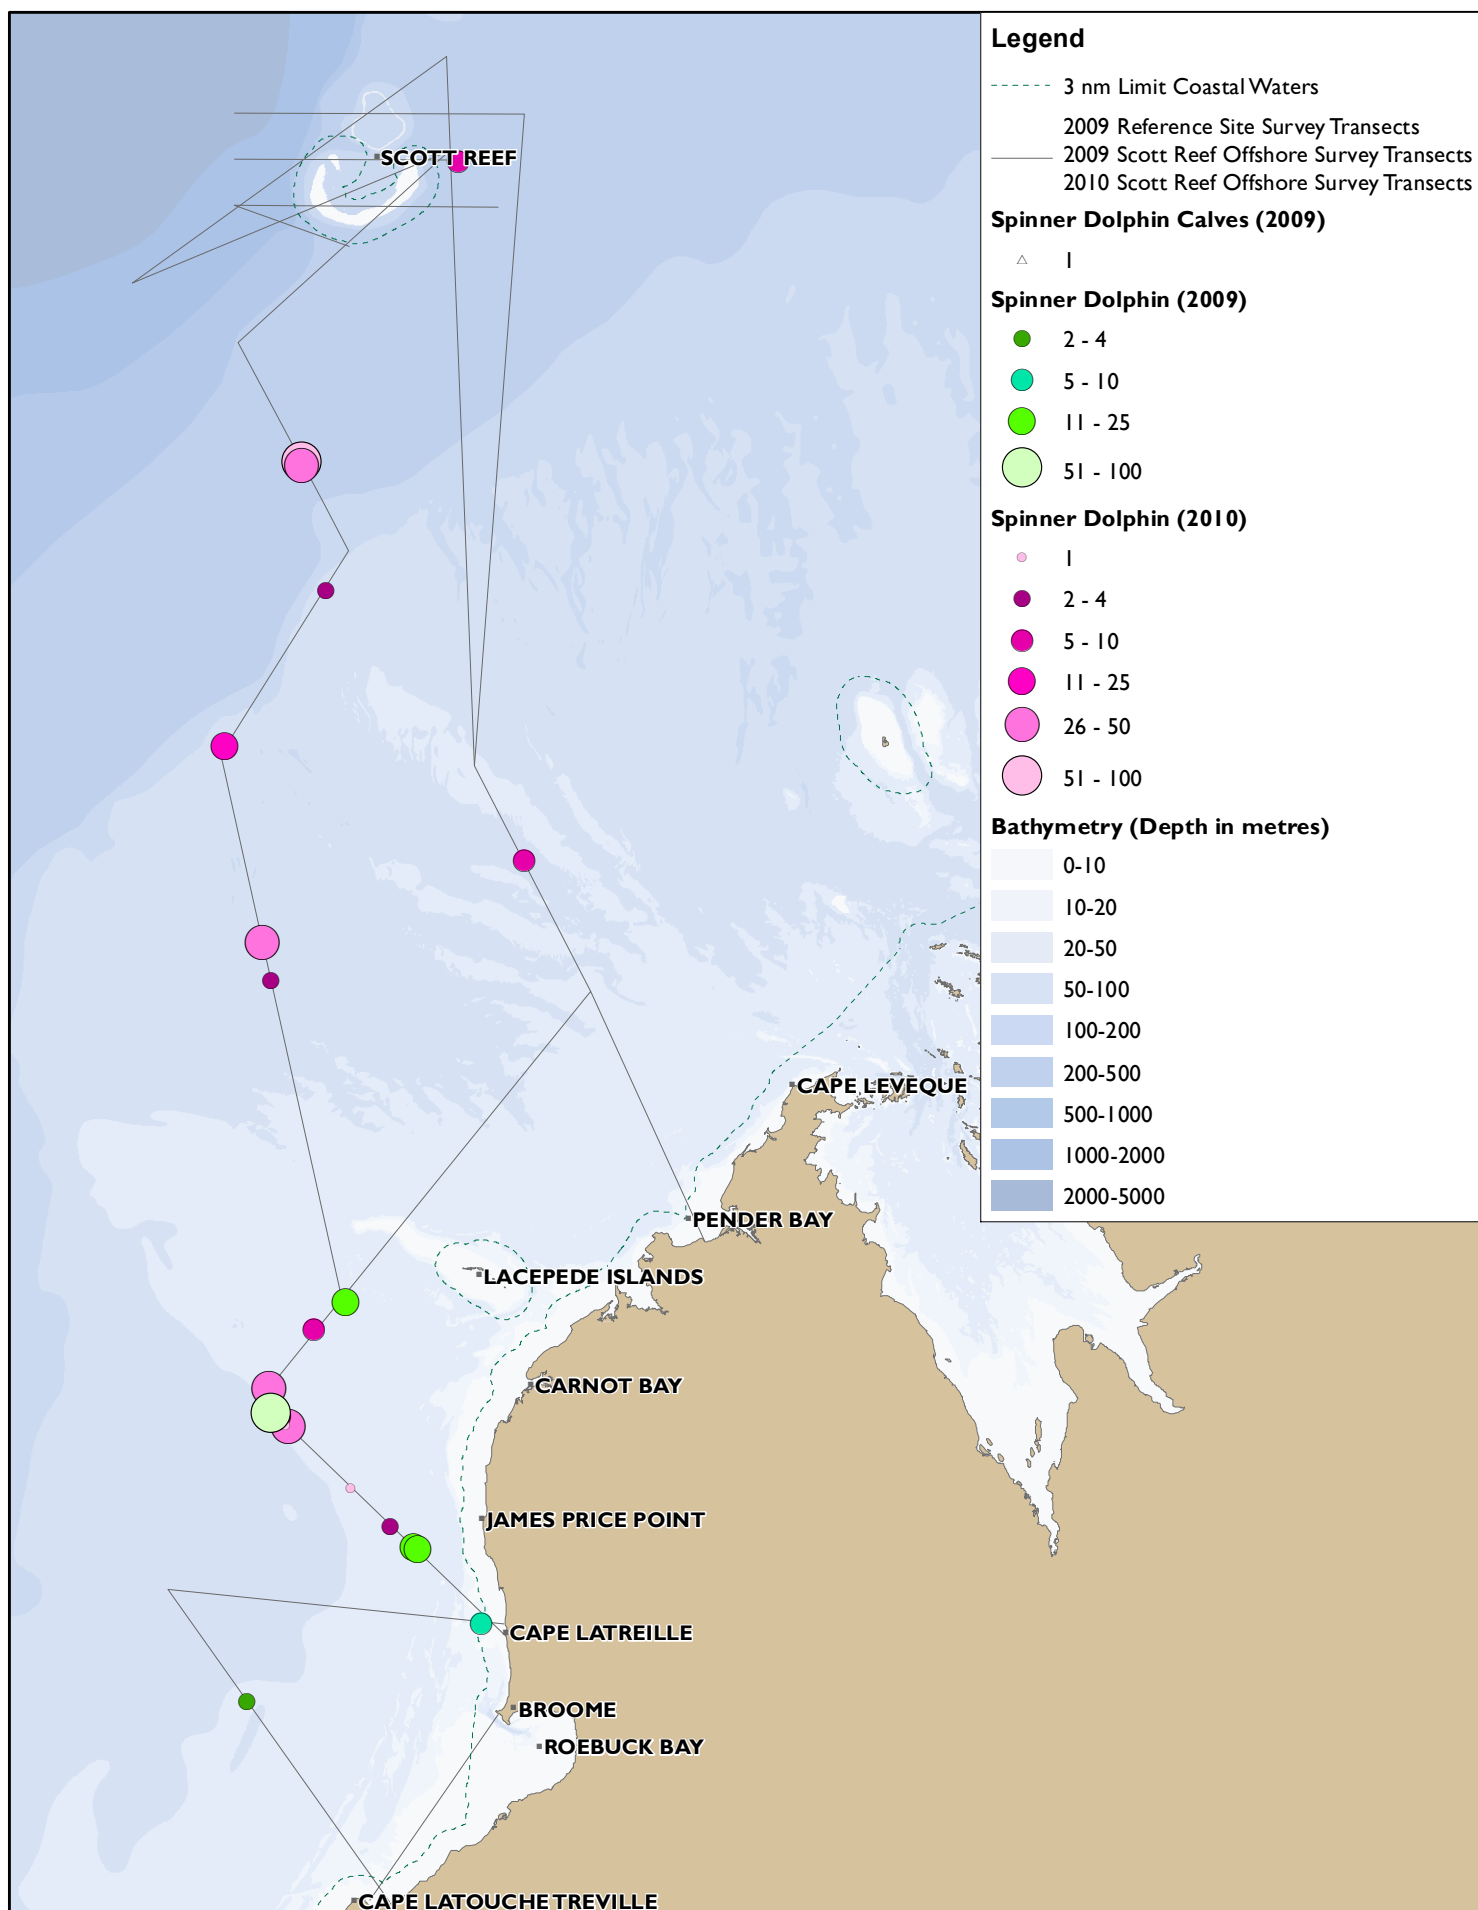 Legend
3 nm Limit Coastal Waters
2009 Reference Site Survey Transects
2009 Scott Reef Offshore Survey Transects
2010 Scott Reef Offshore Survey Transects
Spinner Dolphin Calves (2009)
1
Spinner Dolphin (2009)
2 - 4
5 - 10
11 - 25
51 - 100
Spinner Dolphin (2010)
1
2 - 4
5 - 10
11 - 25
26 - 50
51 - 100
Bathymetry (Depth in metres)
0-10
10-20
20-50
50-100
100-200
200-500
500-1000
1000-2000
2000-5000
SCOTT REEF
CAPE LEVEQUE
PENDER BAY
LACEPEDE ISLANDS
CARNOT BAY
JAMES PRICE POINT
CAPE LATREILLE
BROOME
ROEBUCK BAY
CAPE LATOUCHE TREVILLE